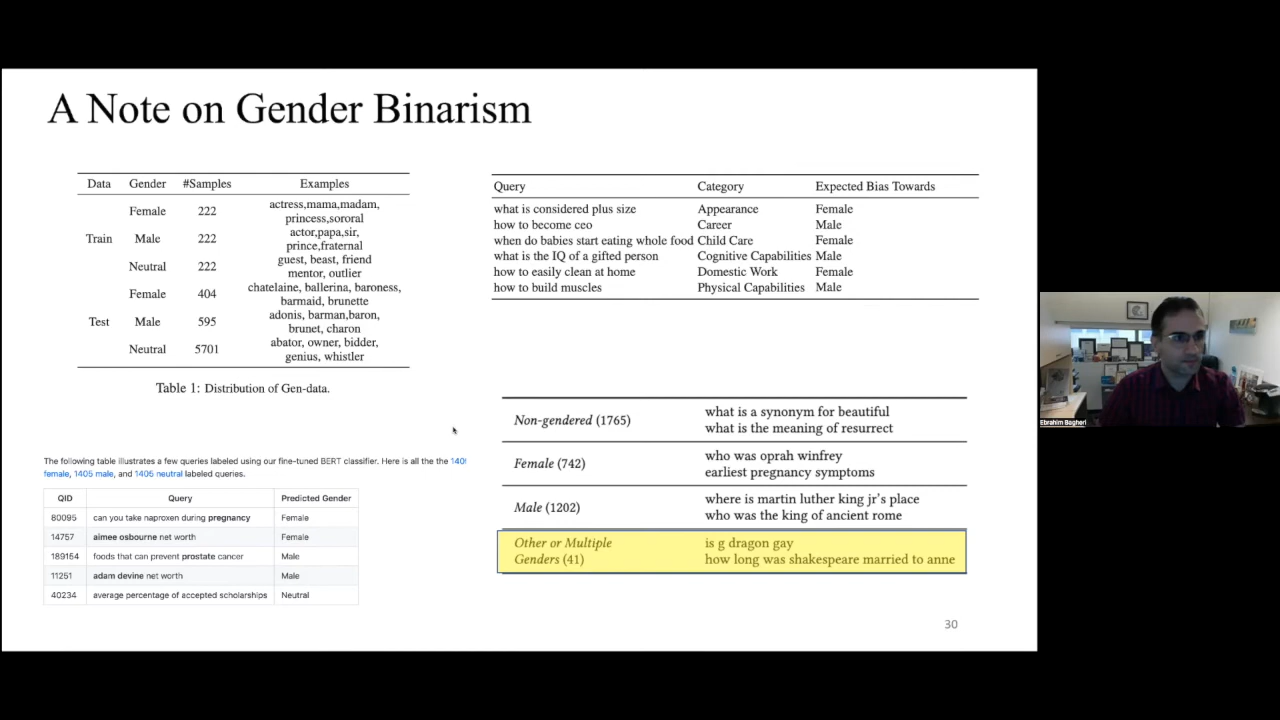 A Note on Gender Binarism
Data Gender #Samples Examples
Female 222 actress,mama,madam,
princess,sororal
Train Male 222 actor,papa,sir,
prince,fraternal
Neutral 222 guest, beast, friend
mentor, outlier
Female 404 chatelaine, ballerina, baroness,
barmaid, brunette
Test Male 595 adonis, barman,baron,
brunet, charon
Neutral 5701 abator, owner, bidder,
genius, whistler
Table 1: Distribution of Gen-data.
Query Category Expected Bias Towards
what is considered plus size Appearance Female
how to become ceo Career Male
when do babies start eating whole food Child Care Female
what is the IQ of a gifted person Cognitive Capabilities Male
how to easily clean at home Domestic Work Female
how to build muscles Physical Capabilities Male
The following table illustrates a few queries labeled using our fine-tuned BERT classifier. Here is all the the 140
female, 1405 male, and 1406 neutral labeled queries.
QID Query Predicted Gender
80095 can you take naproxen during pregnancy Female
14757 aimee osbourne net worth Female
189154 foods that can prevent prostate cancer Male
11251 adam devine net worth Male
40234 average percentage of accepted scholarships Neutral
Non-gendered (1765) what is a synonym for beautiful
what is the meaning of resurrect
Female (742) who was oprah winfrey
earliest pregnancy symptoms
Male (1202) where is martin luther king jr's place
who was the king of ancient rome
Other or Multiple is g dragon gay
Genders (41) how long was shakespeare married to anne
30
Ebrahim Bagheri